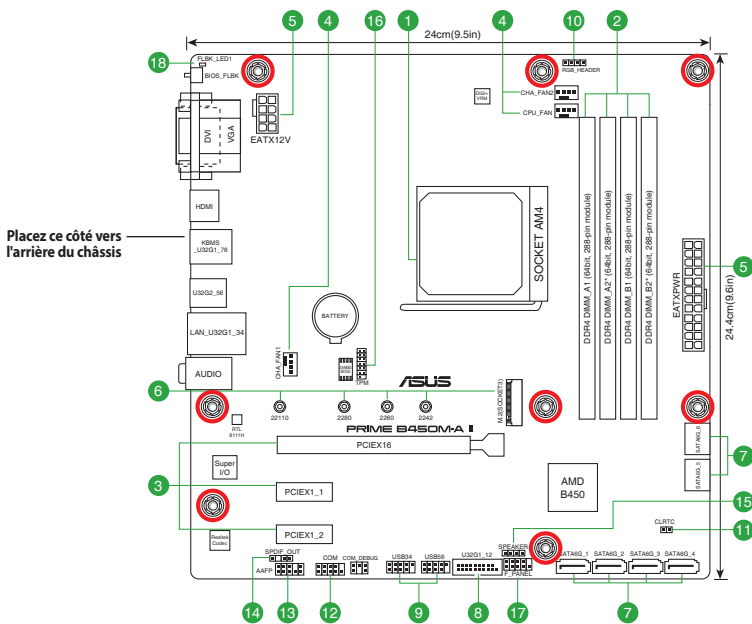 4
5
16
1
4
10
2
24cm(9.5in)
18
FLBK_LED1
BIOS_FLBK
RGB_HEADER
DIGI+
VRM
CHA_FAN2
CPU_FAN
EATX12V
DVI
VGA
HDMI
Placez ce côté vers
l'arrière du châssis
KBMS
_U32G1_78
U32G2_56
LAN_U32G1_34
AUDIO
SOCKET AM4
DDR4 DIMM_A1 (64bit, 288-pin module)
DDR4 DIMM_A2* (64bit, 288-pin module)
DDR4 DIMM_B1 (64bit, 288-pin module)
DDR4 DIMM_B2* (64bit, 288-pin module)
EATXPWR
5
24.4cm(9.6in)
BATTERY
CHA_FAN1
BIOS
TPM
ASUS
6
22110
2280
2260
2242
M.2(SOCKET3)
RTL
8111H
PRIME B450M-A II
PCIEX16
SATA6G_6
SATA6G_5
7
Super
I/O
3
PCIEX1_1
AMD
B450
15
Realtek
Codec
PCIEX1_2
CLRTC
11
SPDIF_OUT
AAFP
COM
COM_DEBUG
USB34
USB56
U32G1_12
SPEAKER
F_PANEL
SATA6G_1
SATA6G_2
SATA6G_3
SATA6G_4
14
13
12
9
8
17
7